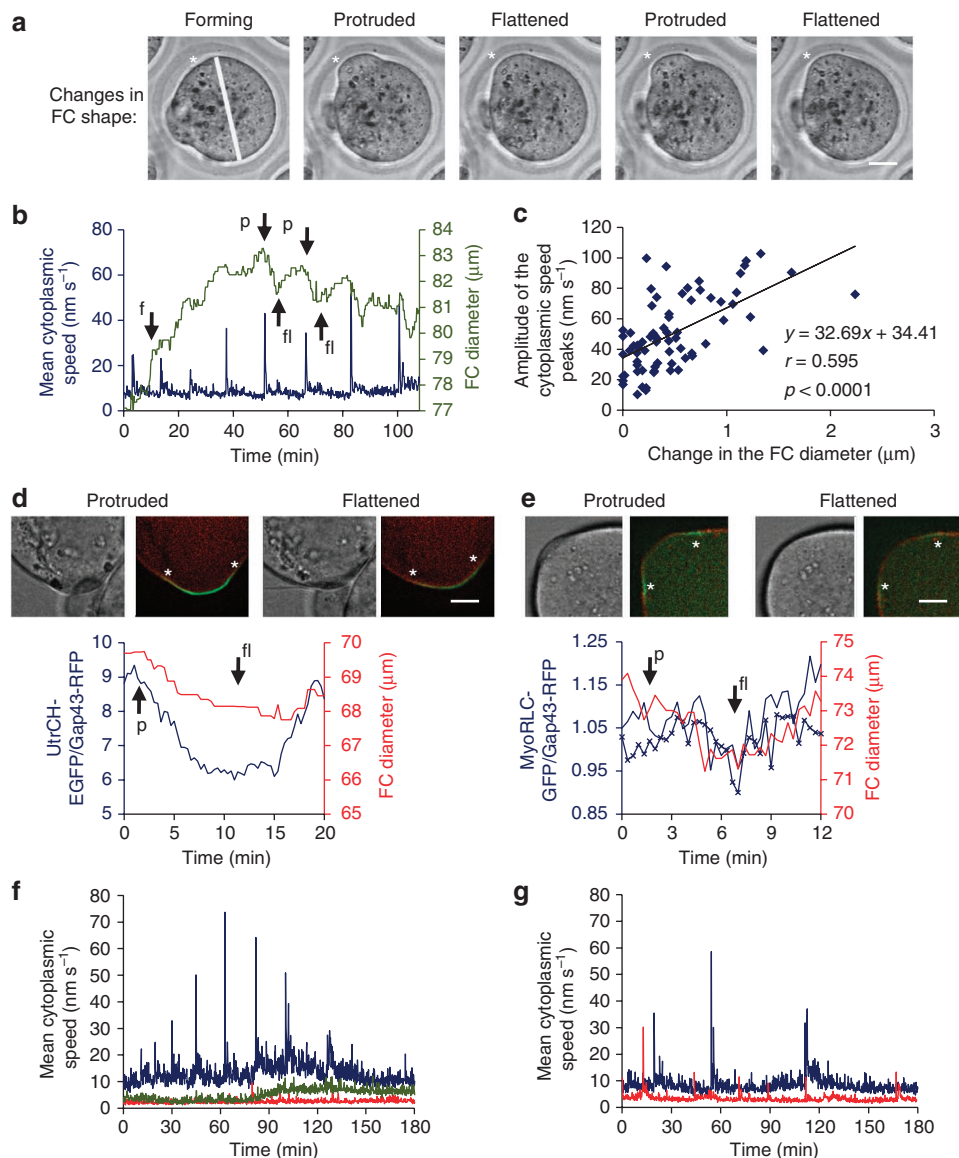 a
Forming Protruded Flattened Protruded Flattened
Changes in
FC shape:
* * * * *
b
Mean cytoplasmic
speed (nm s⁻¹)
80
60
40
20
0
f p p fl fl
84
83
82
81
80
79
78
77
FC diameter (μm)
0 20 40 60 80 100
Time (min)
c
Amplitude of the
cytoplasmic speed
peaks (nm s⁻¹)
120
100
80
60
40
20
0
y = 32.69x + 34.41
r = 0.595
p < 0.0001
0 1 2 3
Change in the FC diameter (μm)
d
Protruded Flattened
* * * *
UtrCH-
EGFP/Gap43-RFP
10
9
8
7
6
5
p fl
70
69
68
67
66
65
FC diameter (μm)
0 5 10 15 20
Time (min)
e
Protruded Flattened
* * * *
MyoRLC-
GFP/Gap43-RFP
1.25
1.15
1.05
0.95
0.85
p fl
75
74
73
72
71
70
FC diameter (μm)
0 3 6 9 12
Time (min)
f
Mean cytoplasmic
speed (nm s⁻¹)
80
70
60
50
40
30
20
10
0
0 30 60 90 120 150 180
Time (min)
g
Mean cytoplasmic
speed (nm s⁻¹)
80
70
60
50
40
30
20
10
0
0 30 60 90 120 150 180
Time (min)